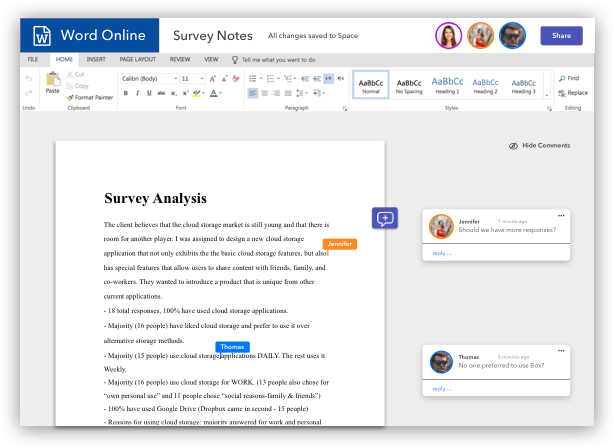 Word Online
Survey Notes
All changes saved to Space
Share
FILE HOME INSERT PAGE LAYOUT REVIEW VIEW Tell me what you want to do
Paste
Cut
Copy
Format Painter
Calibri (Body) 11
B I U abc x₂ x² A
AaBbCc AaBbCc AaBbCc AaBbCc AaBbCc
Normal No Spacing Heading 1 Heading 2 Heading 3
Find
Replace
Undo Clipboard Font Paragraph Styles Editing
Hide Comments
Survey Analysis
The client believes that the cloud storage market is still young and that there is
room for another player. I was assigned to design a new cloud storage
Jennifer
application that not only exhibits the the basic cloud storage features, but also
has special features that allow users to share content with friends, family, and
co-workers. They wanted to introduce a product that is unique from other
current applications.
- 18 total responses, 100% have used cloud storage applications.
- Majority (16 people) have liked cloud storage and prefer to use it over
alternative storage methods.
Thomas
- Majority (15 people) use cloud storage applications DAILY. The rest uses it
Weekly.
- Majority (16 people) use cloud storage for WORK. (13 people also chose for
“own personal use” and 11 people chose “social reasons-family & friends”)
- 100% have used Google Drive (Dropbox came in second - 15 people)
- Reasons for using cloud storage: majority answered for work and personal
Jennifer 1 minute ago
Should we have more responses?
reply ...
Thomas 5 minute ago
No one preferred to use Box?
reply ...